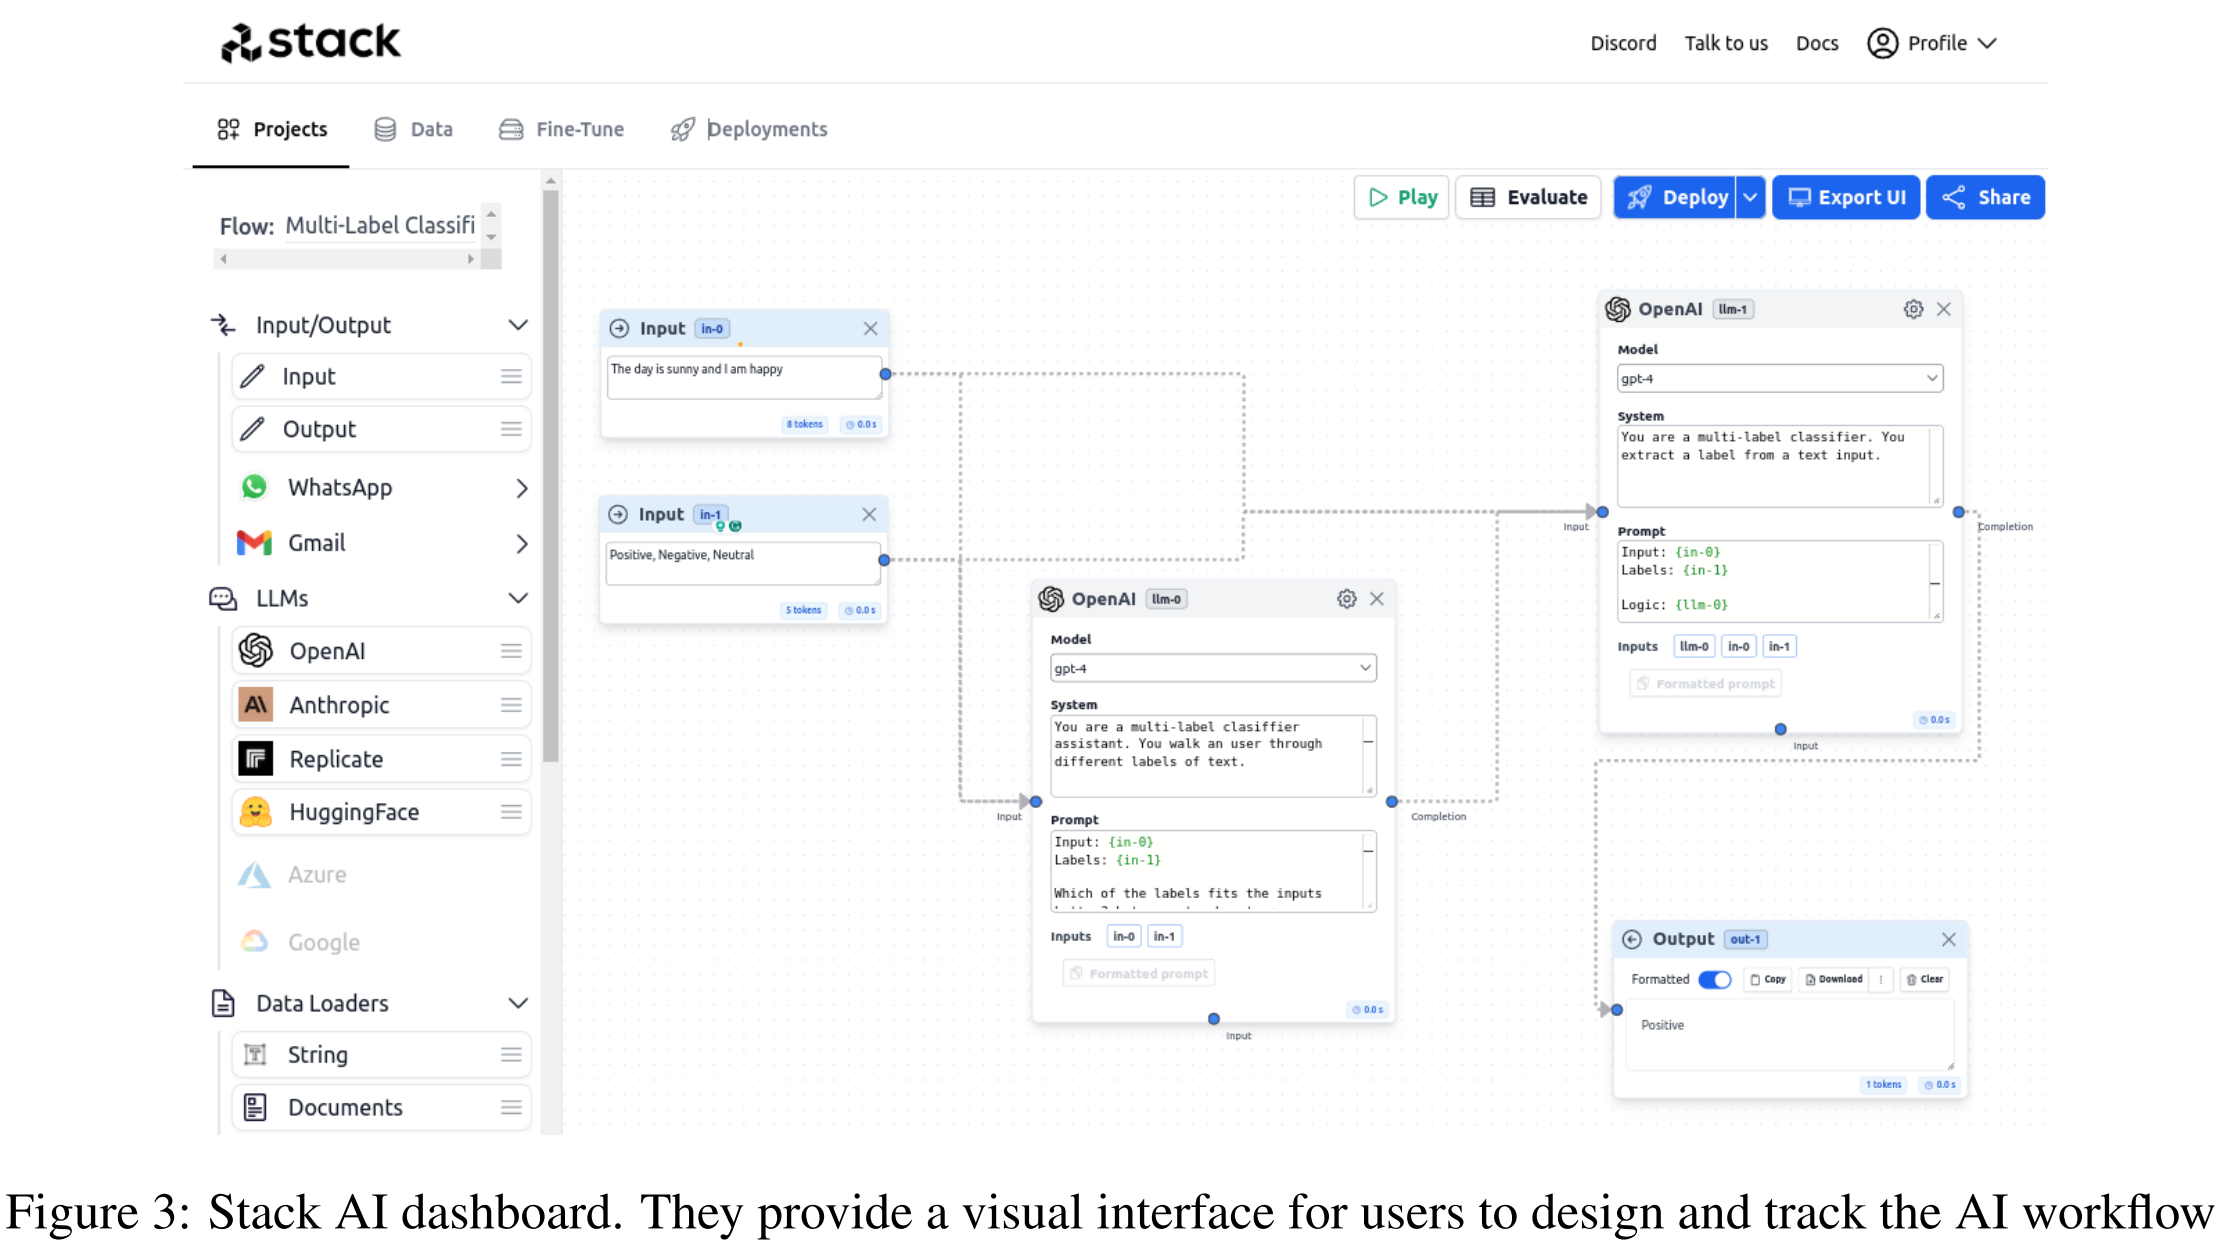 stack
Discord Talk to us Docs Profile
Projects Data Fine-Tune Deployments
Play Evaluate Deploy Export UI Share
Flow: Multi-Label Classifi
Input/Output
Input
Output
WhatsApp
Gmail
LLMs
OpenAI
Anthropic
Replicate
HuggingFace
Azure
Google
Data Loaders
String
Documents
Input in-0
The day is sunny and I am happy
8 tokens 0.0 s
Input in-1
Positive, Negative, Neutral
5 tokens 0.0 s
OpenAI llm-0
Model
gpt-4
System
You are a multi-label clasiffier
assistant. You walk an user through
different labels of text.
Input
Completion
Prompt
Input: {in-0}
Labels: {in-1}
Which of the labels fits the inputs
Inputs in-0 in-1
Formatted prompt
0.0 s
Input
OpenAI llm-1
Model
gpt-4
System
You are a multi-label classifier. You
extract a label from a text input.
Input
Completion
Prompt
Input: {in-0}
Labels: {in-1}
Logic: {llm-0}
Inputs llm-0 in-0 in-1
Formatted prompt
0.0 s
Input
Output out-1
Formatted Copy Download Clear
Positive
1 tokens 0.0 s
Figure 3: Stack AI dashboard. They provide a visual interface for users to design and track the AI workflow